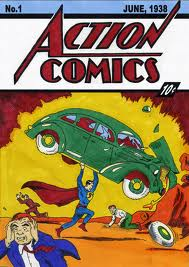 No.1 JUNE, 1938
ACTION
COMICS
10¢